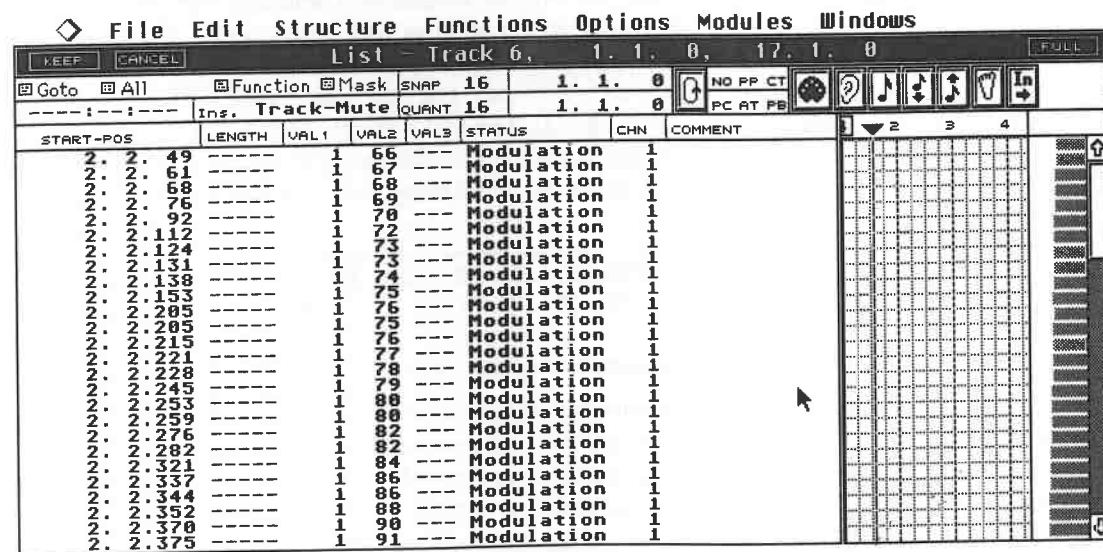 File Edit Structure Functions Options Modules Windows
KEEP CANCEL List - Track 6, 1. 1. 0, 17. 1. 0 FULL
Goto All Function Mask SNAP 16 1. 1. 0 NO PP CT In
----:--:--- Ins. Track-Mute QUANT 16 1. 1. 0 PC AT PB
START-POS LENGTH VAL1 VAL2 VAL3 STATUS CHN COMMENT 2 3 4
2. 2. 49 ----- 1 66 --- Modulation 1
2. 2. 61 ----- 1 67 --- Modulation 1
2. 2. 68 ----- 1 68 --- Modulation 1
2. 2. 76 ----- 1 69 --- Modulation 1
2. 2. 92 ----- 1 70 --- Modulation 1
2. 2.112 ----- 1 72 --- Modulation 1
2. 2.124 ----- 1 73 --- Modulation 1
2. 2.131 ----- 1 73 --- Modulation 1
2. 2.138 ----- 1 74 --- Modulation 1
2. 2.153 ----- 1 75 --- Modulation 1
2. 2.205 ----- 1 76 --- Modulation 1
2. 2.205 ----- 1 75 --- Modulation 1
2. 2.215 ----- 1 76 --- Modulation 1
2. 2.221 ----- 1 77 --- Modulation 1
2. 2.228 ----- 1 78 --- Modulation 1
2. 2.245 ----- 1 79 --- Modulation 1
2. 2.253 ----- 1 80 --- Modulation 1
2. 2.259 ----- 1 80 --- Modulation 1
2. 2.276 ----- 1 82 --- Modulation 1
2. 2.282 ----- 1 82 --- Modulation 1
2. 2.321 ----- 1 84 --- Modulation 1
2. 2.337 ----- 1 86 --- Modulation 1
2. 2.344 ----- 1 86 --- Modulation 1
2. 2.352 ----- 1 88 --- Modulation 1
2. 2.370 ----- 1 90 --- Modulation 1
2. 2.375 ----- 1 91 --- Modulation 1